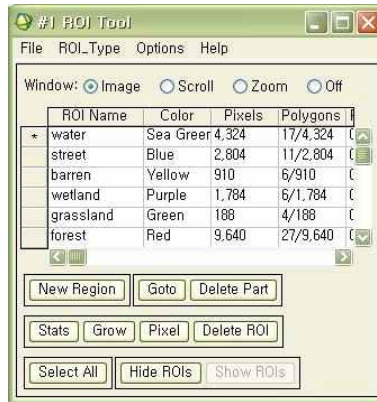 #1 ROI Tool
File ROI_Type Options Help
Window: Image Scroll Zoom Off
ROI Name Color Pixels Polygons
* water Sea Greer 4,324 17/4,324
street Blue 2,804 11/2,804
barren Yellow 910 6/910
wetland Purple 1,784 6/1,784
grassland Green 188 4/188
forest Red 9,640 27/9,640
New Region Goto Delete Part
Stats Grow Pixel Delete ROI
Select All Hide ROIs Show ROIs